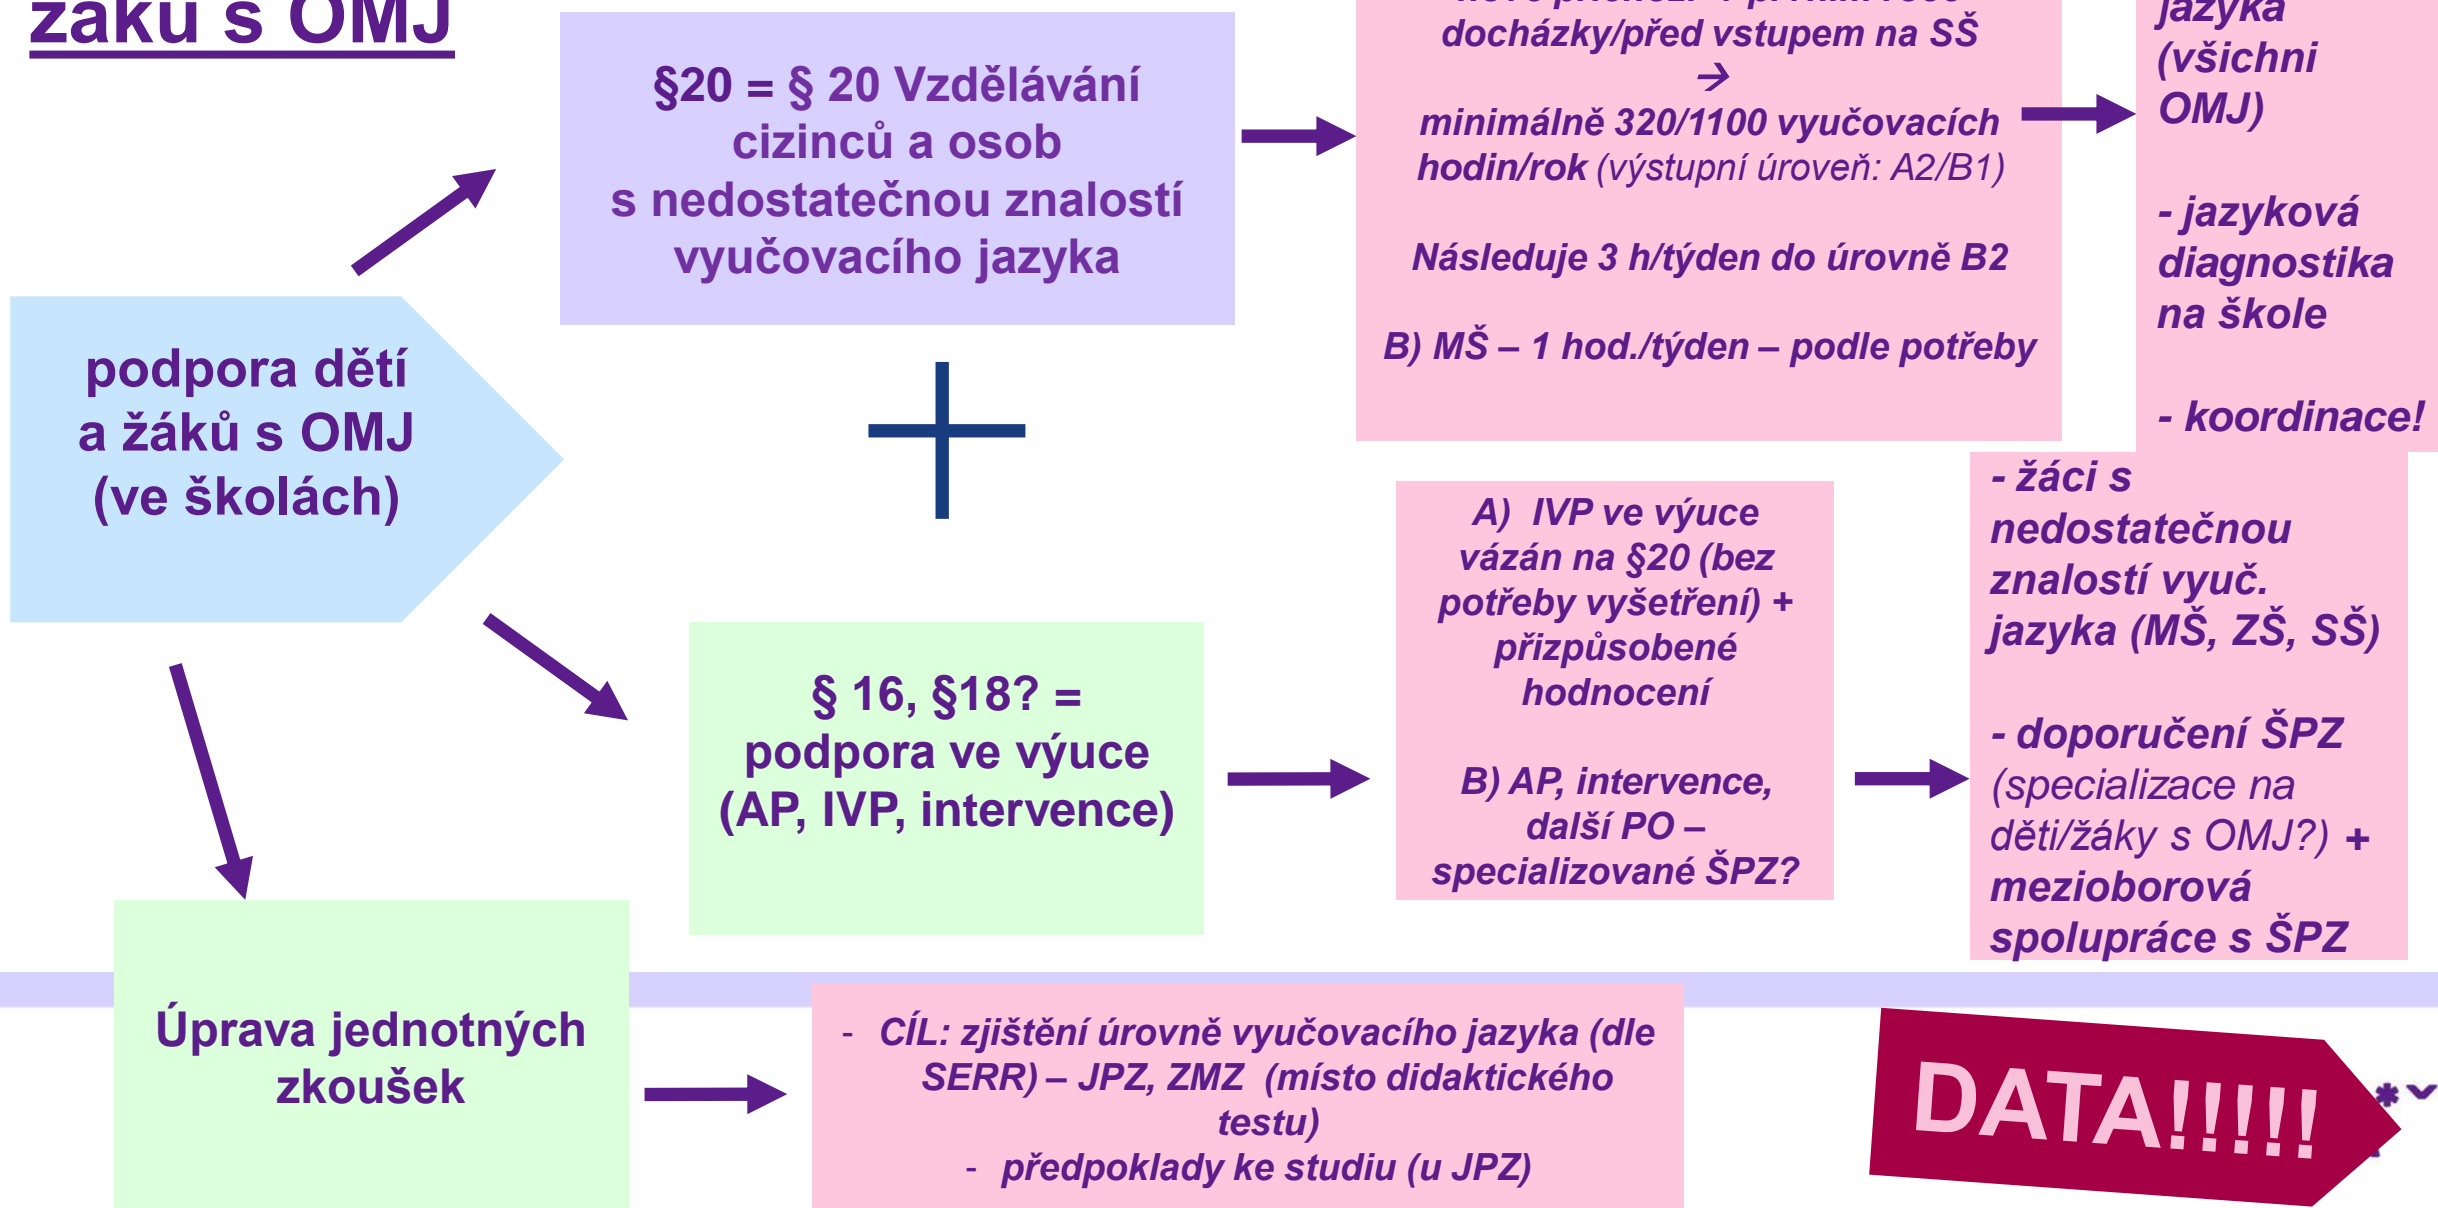 žáků s OMJ
§20 = § 20 Vzdělávání
cizinců a osob
s nedostatečnou znalostí
vyučovacího jazyka
docházky/před vstupem na SŠ
→
minimálně 320/1100 vyučovacích
hodin/rok (výstupní úroveň: A2/B1)
Následuje 3 h/týden do úrovně B2
B) MŠ – 1 hod./týden – podle potřeby
jazyka
(všichni
OMJ)
- jazyková
diagnostika
na škole
- koordinace!
podpora dětí
a žáků s OMJ
(ve školách)
§ 16, §18? =
podpora ve výuce
(AP, IVP, intervence)
A) IVP ve výuce
vázán na §20 (bez
potřeby vyšetření) +
přizpůsobené
hodnocení
B) AP, intervence,
další PO –
specializované ŠPZ?
- žáci s
nedostatečnou
znalostí vyuč.
jazyka (MŠ, ZŠ, SŠ)
- doporučení ŠPZ
(specializace na
děti/žáky s OMJ?) +
mezioborová
spolupráce s ŠPZ
Úprava jednotných
zkoušek
- CÍL: zjištění úrovně vyučovacího jazyka (dle
SERR) – JPZ, ZMZ (místo didaktického
testu)
- předpoklady ke studiu (u JPZ)
DATA!!!!!